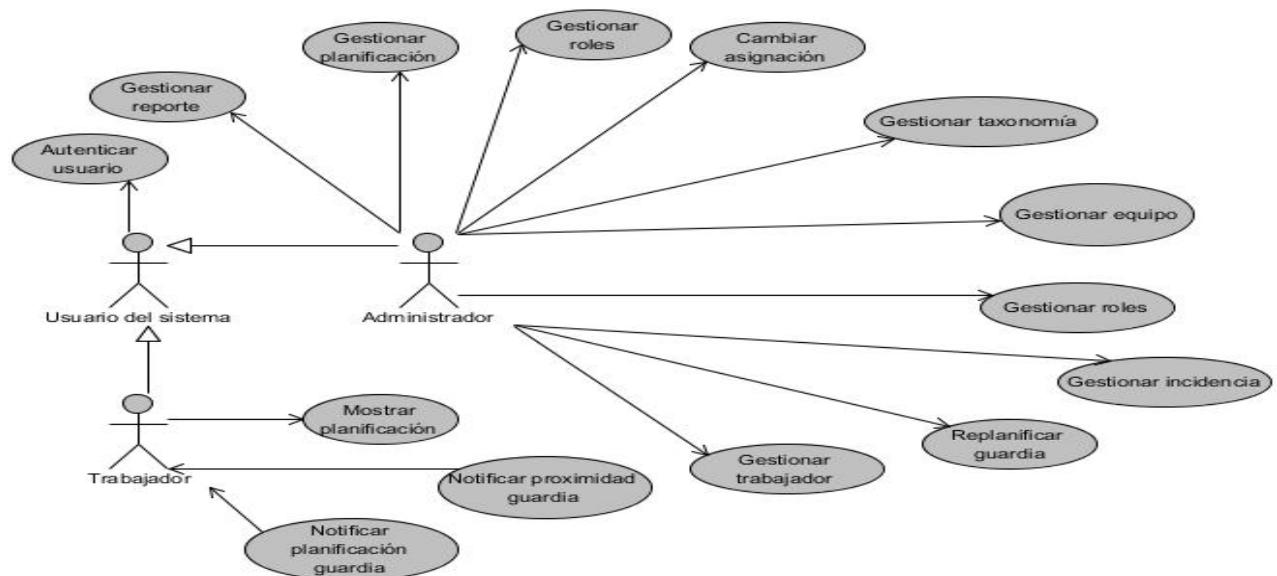 Gestionar
planificación
Gestionar
roles
Cambiar
asignación
Gestionar
reporte
Gestionar taxonomía
Autenticar
usuario
Gestionar equipo
Usuario del sistema
Administrador
Gestionar roles
Gestionar incidencia
Mostrar
planificación
Replanificar
guardia
Gestionar
trabajador
Trabajador
Notificar proximidad
guardia
Notificar
planificación
guardia